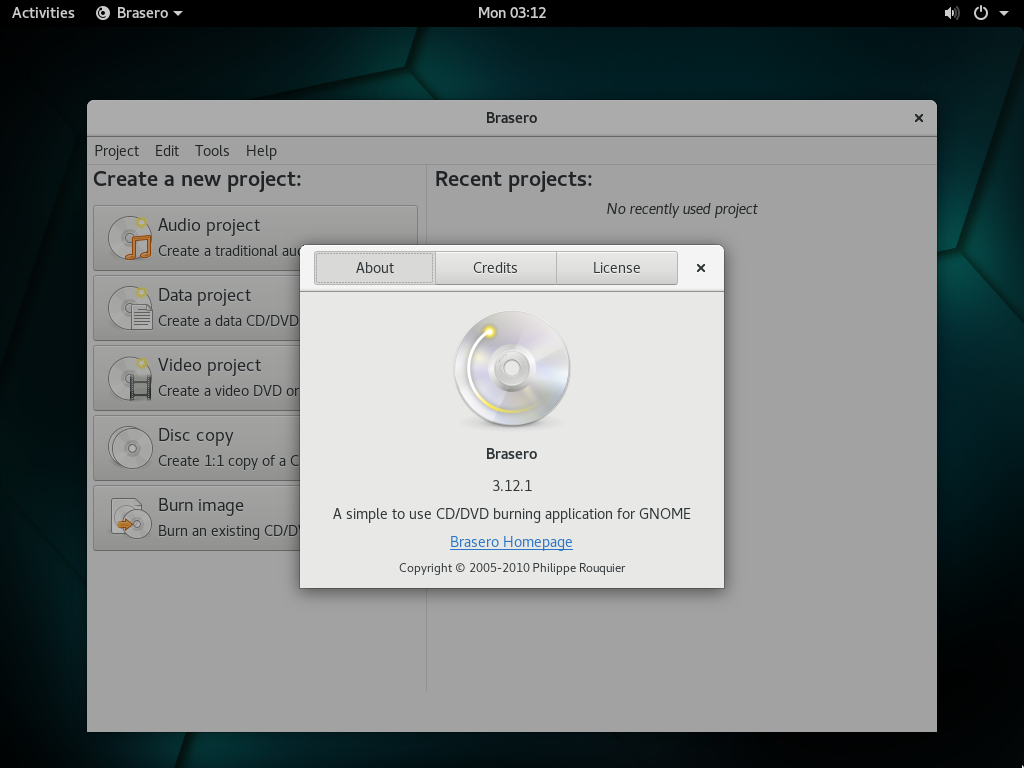 Activities Brasero Mon 03:12
Brasero
Project Edit Tools Help
Create a new project:
Audio project
Create a traditional au
Data project
Create a data CD/DVD
Video project
Create a video DVD or
Disc copy
Create 1:1 copy of a C
Burn image
Burn an existing CD/D
Recent projects:
No recently used project
About Credits License
Brasero
3.12.1
A simple to use CD/DVD burning application for GNOME
Brasero Homepage
Copyright © 2005-2010 Philippe Rouquier